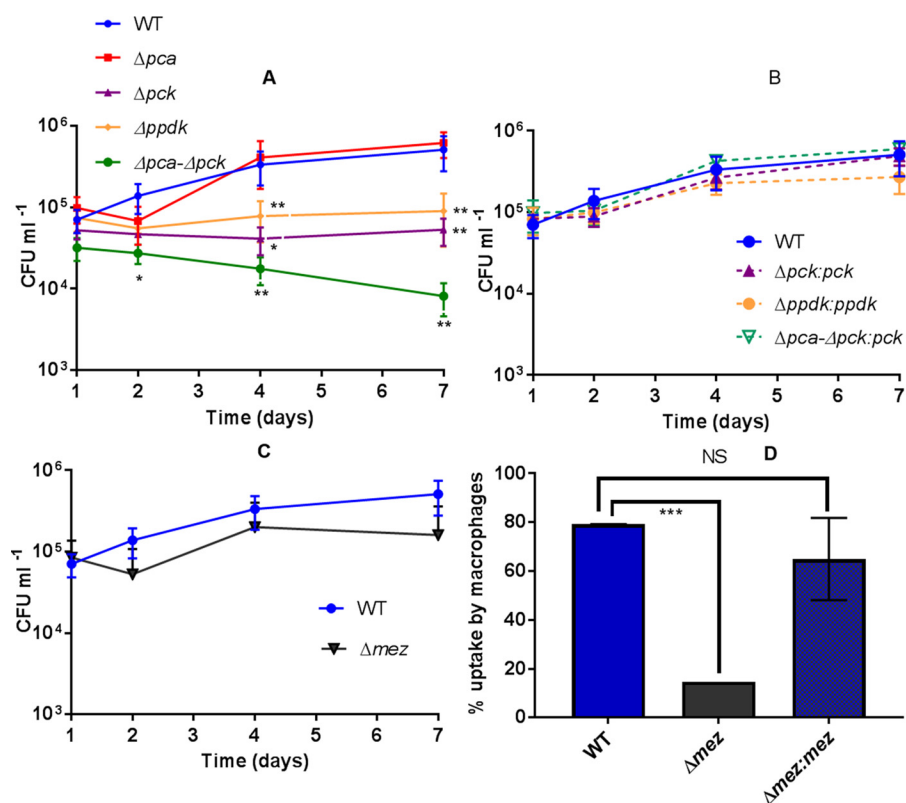 WT
Δpca
Δpck
Δppdk
Δpca-Δpck
A
10⁶
10⁵
10⁴
10³
CFU ml ⁻¹
**
*
**
**
**
*
**
1 2 3 4 5 6 7
Time (days)
B
10⁶
10⁵
10⁴
10³
CFU ml ⁻¹
WT
Δpck:pck
Δppdk:ppdk
Δpca-Δpck:pck
1 2 3 4 5 6 7
Time (days)
C
10⁶
10⁵
10⁴
10³
CFU ml ⁻¹
WT
Δmez
1 2 3 4 5 6 7
Time (days)
NS D
***
100
80
60
40
20
0
% uptake by macrophages
WT
Δmez
Δmez:mez